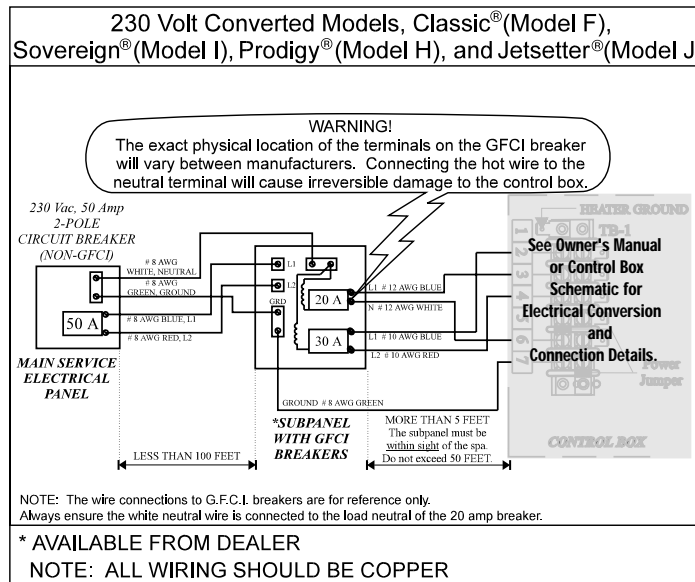 230 Volt Converted Models, Classic®(Model F),
Sovereign®(Model I), Prodigy®(Model H), and Jetsetter®(Model J
WARNING!
The exact physical location of the terminals on the GFCI breaker
will vary between manufacturers. Connecting the hot wire to the
neutral terminal will cause irreversible damage to the control box.
230 Vac, 50 Amp
2-POLE
CIRCUIT BREAKER
(NON-GFCI)
# 8 AWG
WHITE, NEUTRAL
# 8 AWG
GREEN, GROUND
50 A
# 8 AWG BLUE, L1
# 8 AWG RED, L2
MAIN SERVICE
ELECTRICAL
PANEL
L1
L2
GRD
20 A
30 A
L1 # 12 AWG BLUE
N # 12 AWG WHITE
L1 # 10 AWG BLUE
L2 # 10 AWG RED
GROUND # 8 AWG GREEN
*SUBPANEL
WITH GFCI
BREAKERS
LESS THAN 100 FEET
MORE THAN 5 FEET
The subpanel must be
within sight of the spa.
Do not exceed 50 FEET.
HEATER GROUND
TB-1
1
2
3
4
5
6
7
See Owner's Manual
or Control Box
Schematic for
Electrical Conversion
and
Connection Details.
Power
Jumper
CONTROL BOX
NOTE: The wire connections to G.F.C.I. breakers are for reference only.
Always ensure the white neutral wire is connected to the load neutral of the 20 amp breaker.
* AVAILABLE FROM DEALER
NOTE: ALL WIRING SHOULD BE COPPER